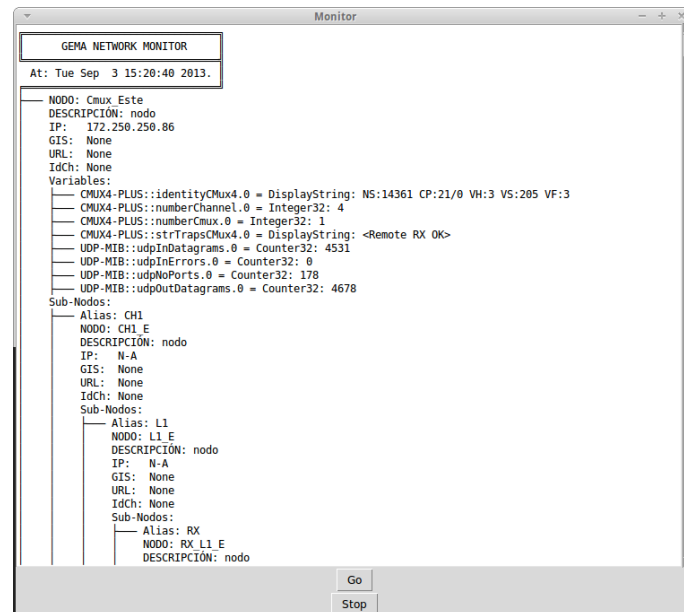 Monitor
GEMA NETWORK MONITOR
At: Tue Sep  3 15:20:40 2013.
NODO: Cmux_Este
DESCRIPCIÓN: nodo
IP:   172.250.250.86
GIS:  None
URL:  None
IdCh: None
Variables:
CMUX4-PLUS::identityCMux4.0 = DisplayString: NS:14361 CP:21/0 VH:3 VS:205 VF:3
CMUX4-PLUS::numberChannel.0 = Integer32: 4
CMUX4-PLUS::numberCmux.0 = Integer32: 1
CMUX4-PLUS::strTrapsCMux4.0 = DisplayString: <Remote RX OK>
UDP-MIB::udpInDatagrams.0 = Counter32: 4531
UDP-MIB::udpInErrors.0 = Counter32: 0
UDP-MIB::udpNoPorts.0 = Counter32: 178
UDP-MIB::udpOutDatagrams.0 = Counter32: 4678
Sub-Nodos:
Alias: CH1
NODO: CH1_E
DESCRIPCIÓN: nodo
IP:   N-A
GIS:  None
URL:  None
IdCh: None
Sub-Nodos:
Alias: L1
NODO: L1_E
DESCRIPCIÓN: nodo
IP:   N-A
GIS:  None
URL:  None
IdCh: None
Sub-Nodos:
Alias: RX
NODO: RX_L1_E
DESCRIPCIÓN: nodo
Go
Stop